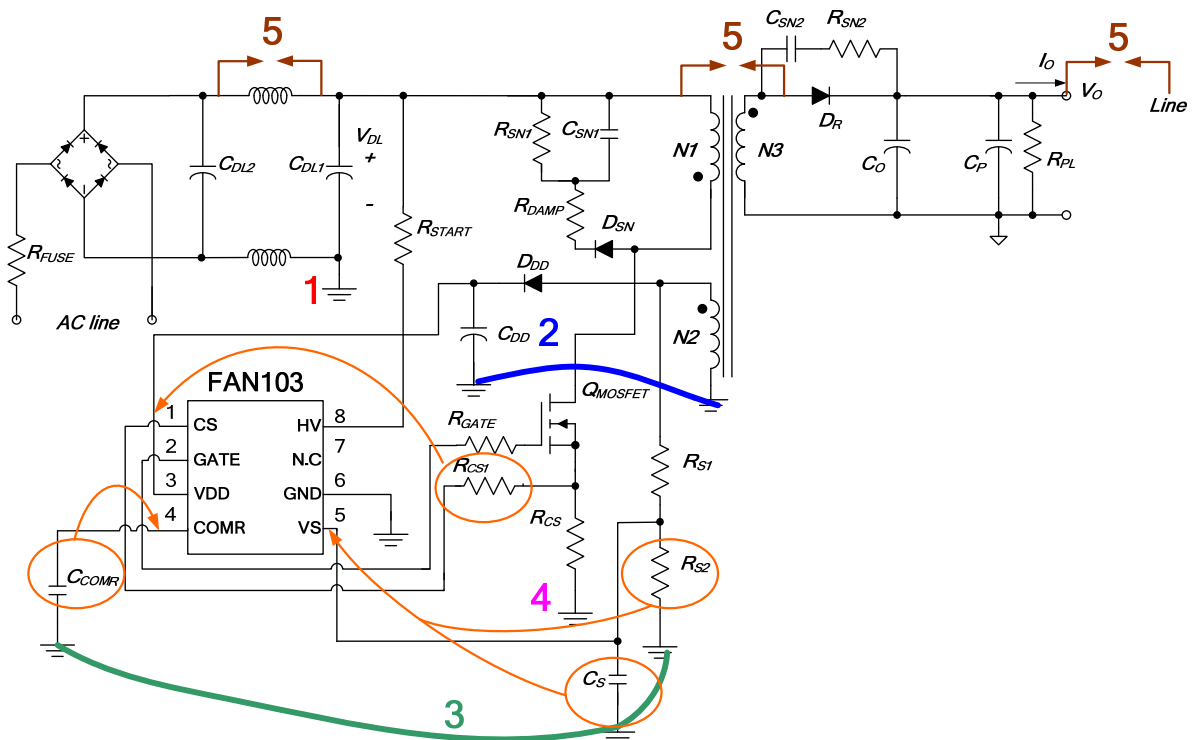 5
5
5
C_SN2
R_SN2
I_O
V_O
Line
R_SN1
C_SN1
D_R
V_DL
+
-
C_DL2
C_DL1
N1
N3
C_O
C_P
R_PL
+
-
~
~
R_DAMP
D_SN
R_START
R_FUSE
D_DD
1
AC line
C_DD
2
N2
FAN103
Q_MOSFET
1
CS
HV
8
2
GATE
N.C
7
3
VDD
GND
6
4
COMR
VS
5
R_GATE
R_CS1
R_S1
R_CS
R_S2
C_COMR
4
C_S
3